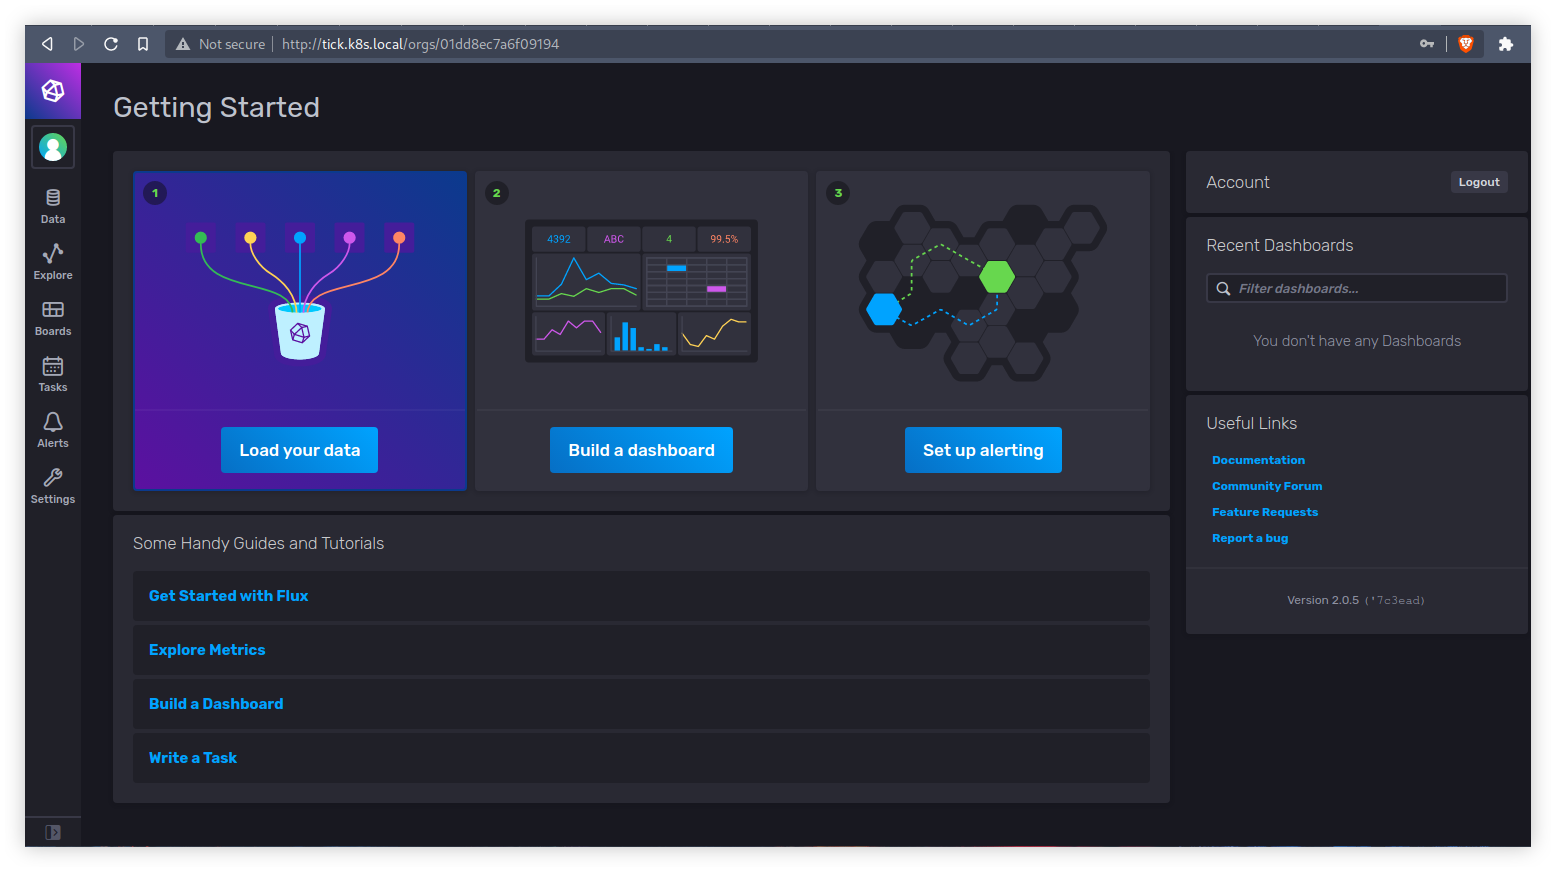 Not secure
http://tick.k8s.local/orgs/01dd8ec7a6f09194
Data
Explore
Boards
Tasks
Alerts
Settings
Getting Started
1
Load your data
2
4392 ABC 4 99.5%
Build a dashboard
3
Set up alerting
Some Handy Guides and Tutorials
Get Started with Flux
Explore Metrics
Build a Dashboard
Write a Task
Account
Logout
Recent Dashboards
Filter dashboards...
You don't have any Dashboards
Useful Links
Documentation
Community Forum
Feature Requests
Report a bug
Version 2.0.5 ('7c3ead)